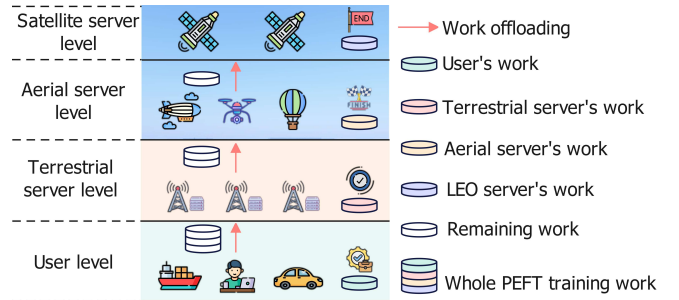 Satellite server
level
END
Aerial server
level
FINISH
Terrestrial
server level
User level
Work offloading
User's work
Terrestrial server's work
Aerial server's work
LEO server's work
Remaining work
Whole PEFT training work